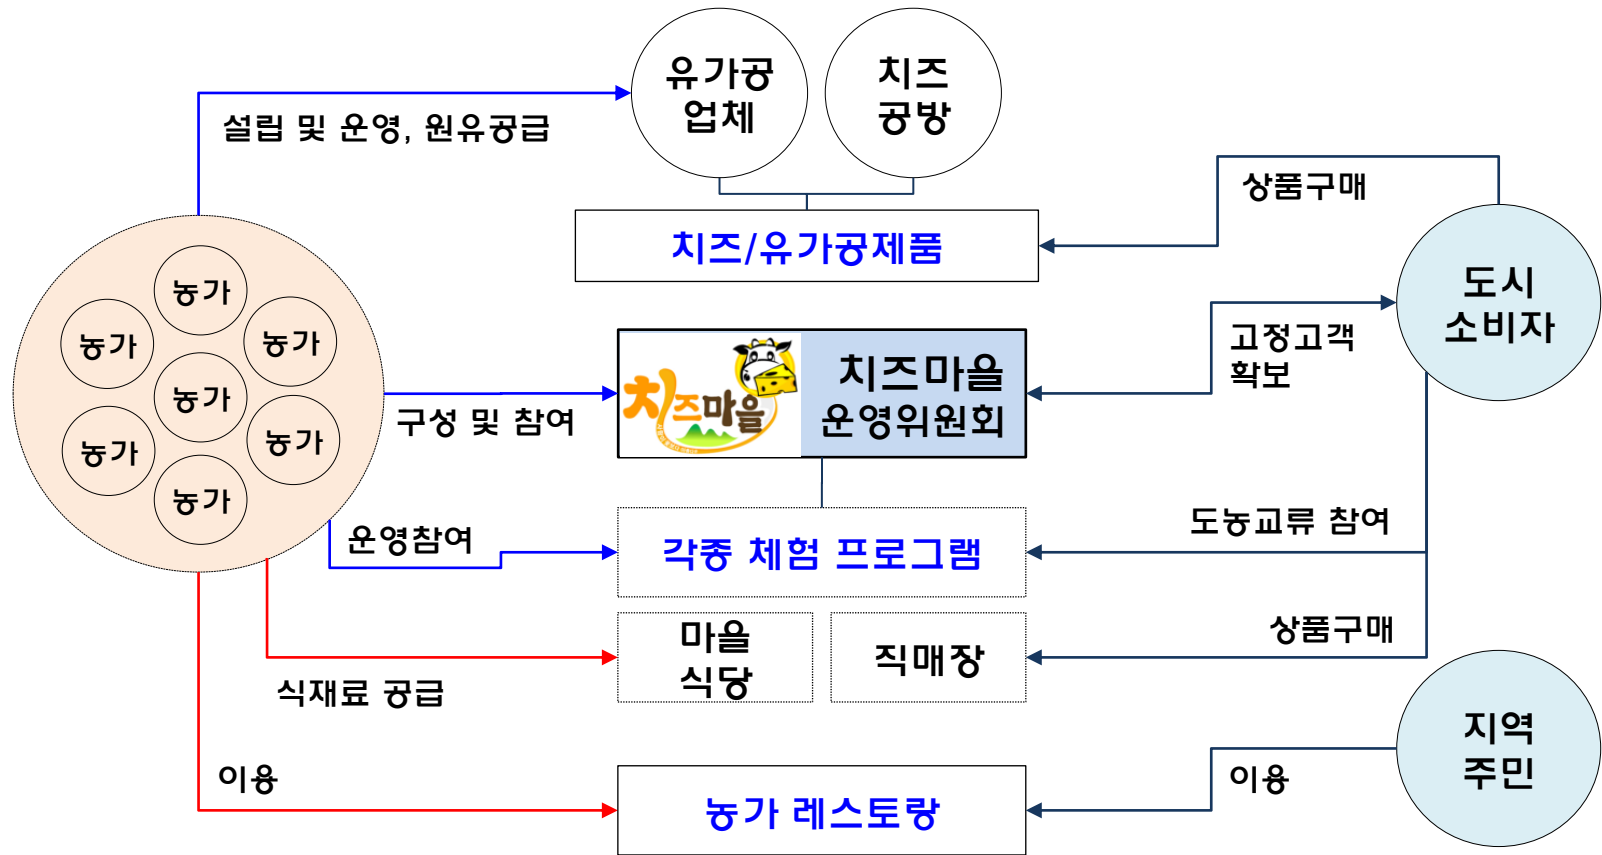 유가공
업체
치즈
공방
설립 및 운영, 원유공급
상품구매
치즈/유가공제품
농가
농가
농가
농가
농가
농가
농가
도시
소비자
치즈마을
치즈마을
운영위원회
고정고객
확보
구성 및 참여
운영참여
각종 체험 프로그램
도농교류 참여
마을
식당
직매장
상품구매
식재료 공급
지역
주민
이용
농가 레스토랑
이용